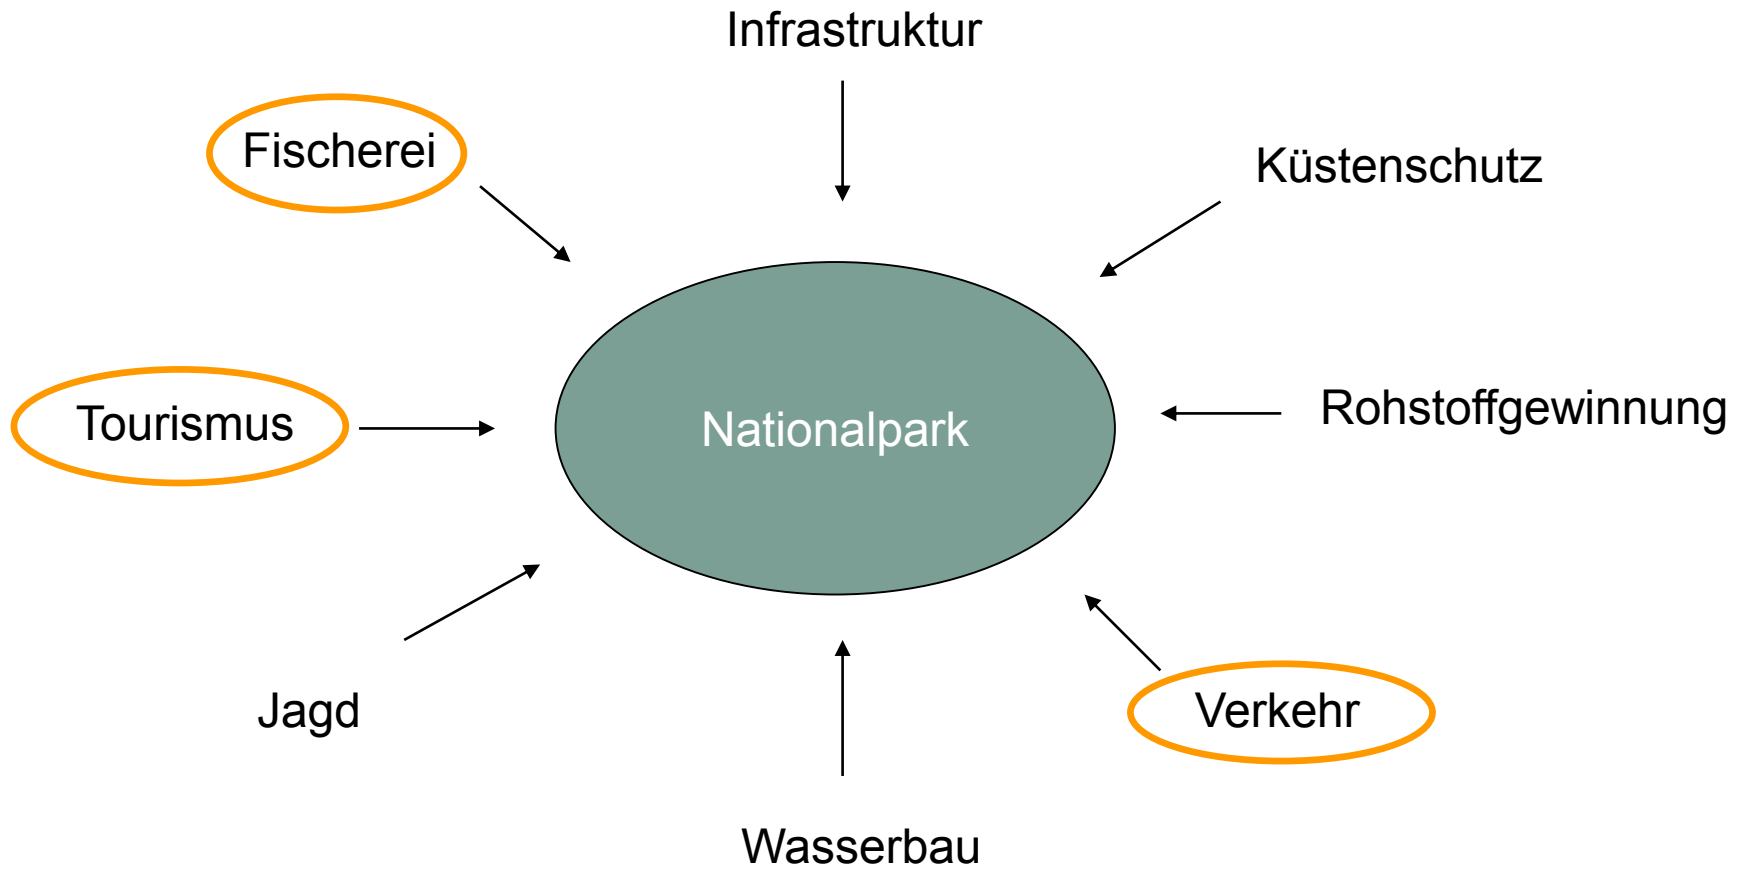 Infrastruktur
Fischerei
Küstenschutz
Tourismus
Nationalpark
Rohstoffgewinnung
Jagd
Verkehr
Wasserbau